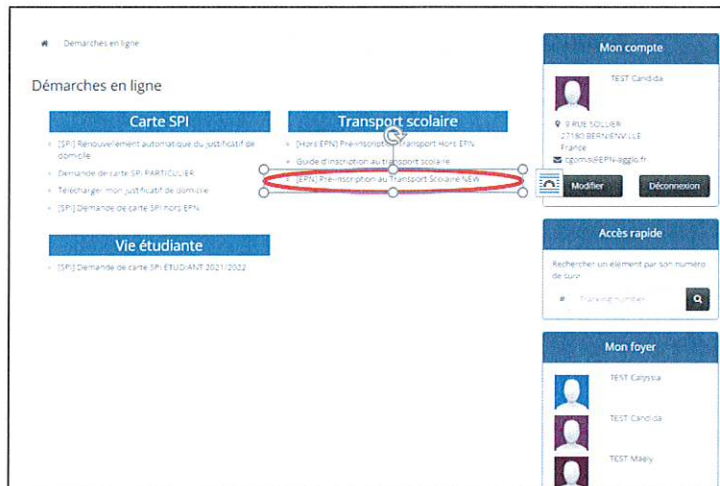 Démarches en ligne
Démarches en ligne
Carte SPI
[SPI] Renouvellement automatique du justificatif de
domicile
Demande de carte SPI PARTICULIER
Télécharger mon justificatif de domicile
[SPI] Demande de carte SPI hors EPN
Vie étudiante
[SPI] Demande de carte SPI ETUDIANT 2021/2022
Transport scolaire
[Hors EPN] Pré-inscription Transport Hors EPN
Guide d'inscription au transport scolaire
[EPN] Pré-inscription au Transport Scolaire NEW
Mon compte
TEST Candida
9 RUE SOLLIER
27180 BERNIENVILLE
France
cgoms@EPN-agglo.fr
Modifier
Déconnexion
Accès rapide
Rechercher un élément par son numéro
de suivi
# Tracking number
Mon foyer
TEST Calyssia
TEST Candida
TEST Maely